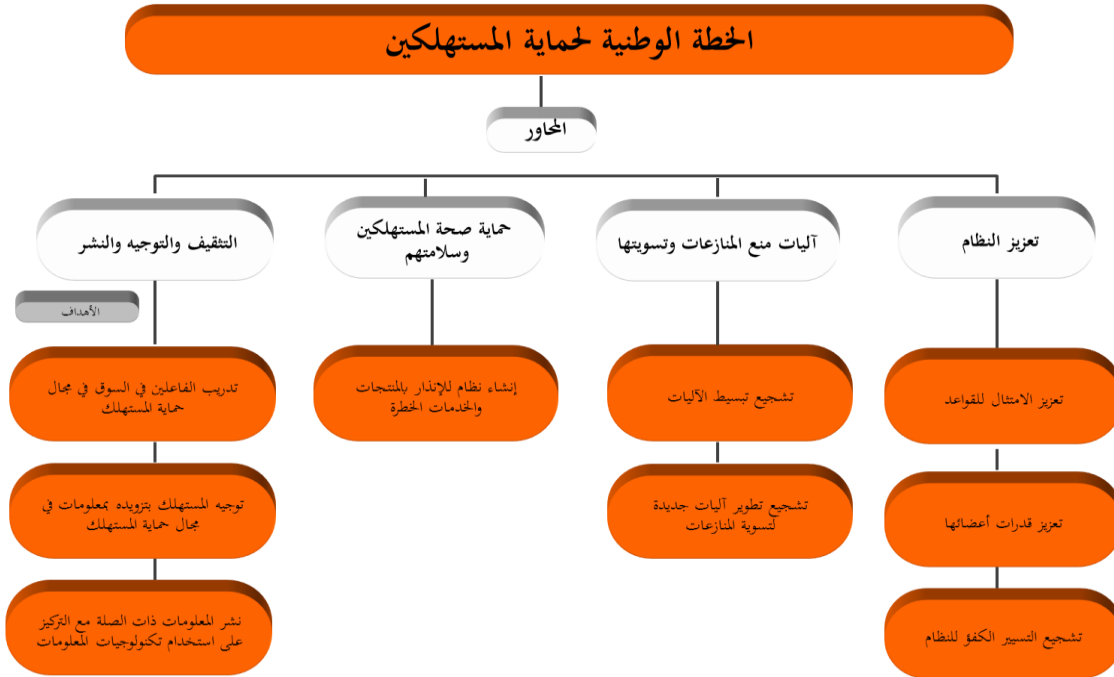 الخطة الوطنية لحماية المستهلكين
المحاور
تعزيز النظام
آليات منع المنازعات وتسويتها
حماية صحة المستهلكين
وسلامتهم
التثقيف والتوجيه والنشر
الأهداف
تعزيز الامتثال للقواعد
تشجيع تبسيط الآليات
إنشاء نظام للإنذار بالمنتجات
والخدمات الخطرة
تدريب الفاعلين في السوق في مجال
حماية المستهلك
تعزيز قدرات أعضائها
تشجيع تطوير آليات جديدة
لتسوية المنازعات
توجيه المستهلك بتزويده بمعلومات في
مجال حماية المستهلك
تشجيع التسيير الكفؤ للنظام
نشر المعلومات ذات الصلة مع التركيز
على استخدام تكنولوجيات المعلومات